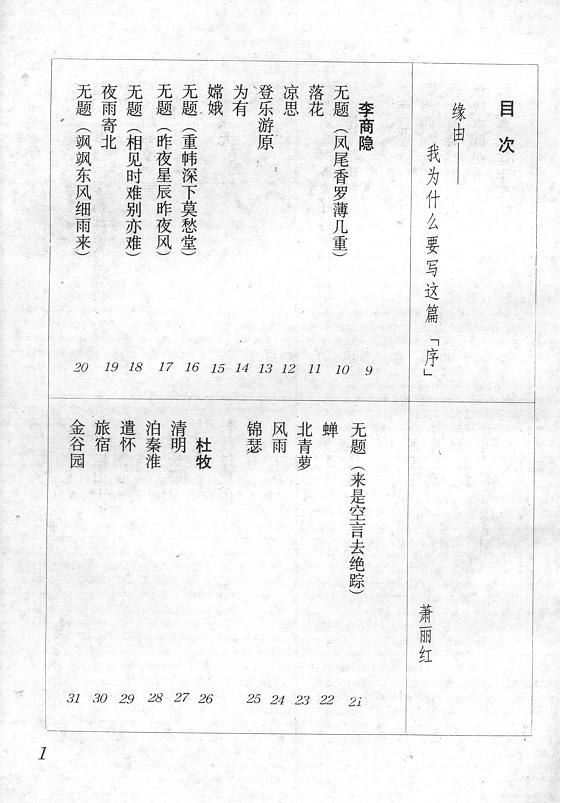 目次
缘由——
我为什么要写这篇「序」
萧丽红
李商隐 9
无题(凤尾香罗薄几重) 10
落花 11
凉思 12
登乐游原 13
为有 14
嫦娥 15
无题(重帏深下莫愁堂) 16
无题(昨夜星辰昨夜风) 17
无题(相见时难别亦难) 18
夜雨寄北 19
无题(飒飒东风细雨来) 20
无题(来是空言去绝踪) 21
蝉 22
北青萝 23
风雨 24
锦瑟 25
杜牧 26
清明 27
泊秦淮 28
遣怀 29
旅宿 30
金谷园 31
1